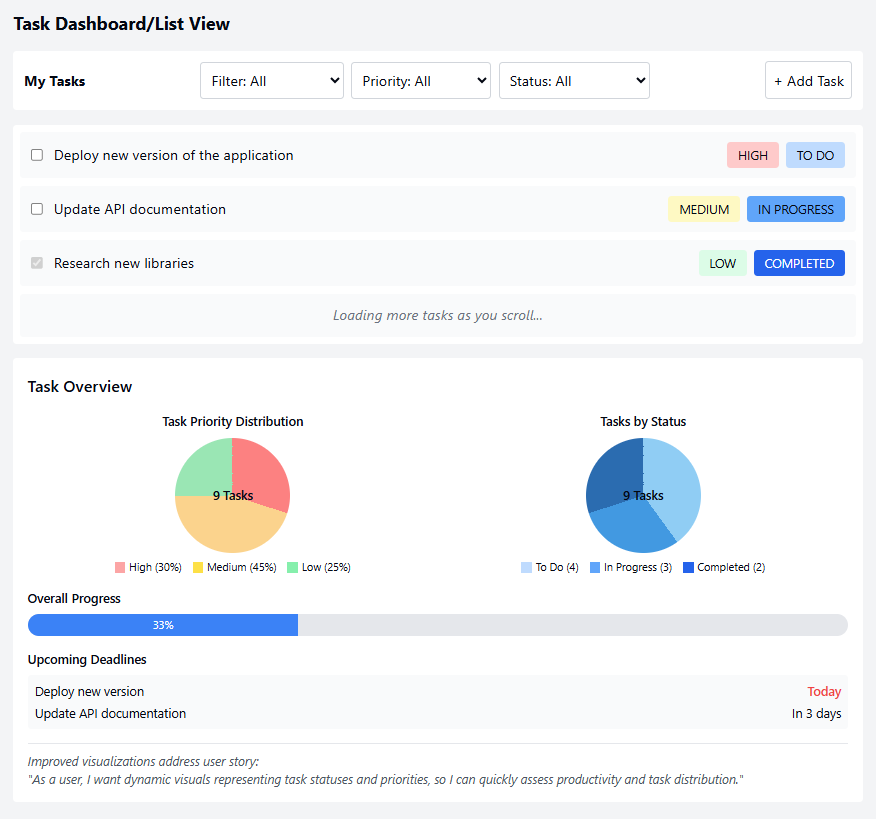 Task Dashboard/List View
My Tasks Filter: All Priority: All Status: All + Add Task
Deploy new version of the application HIGH TO DO
Update API documentation MEDIUM IN PROGRESS
Research new libraries LOW COMPLETED
Loading more tasks as you scroll...
Task Overview
Task Priority Distribution Tasks by Status
9 Tasks 9 Tasks
High (30%) Medium (45%) Low (25%) To Do (4) In Progress (3) Completed (2)
Overall Progress
33%
Upcoming Deadlines
Deploy new version Today
Update API documentation In 3 days
Improved visualizations address user story:
"As a user, I want dynamic visuals representing task statuses and priorities, so I can quickly assess productivity and task distribution."